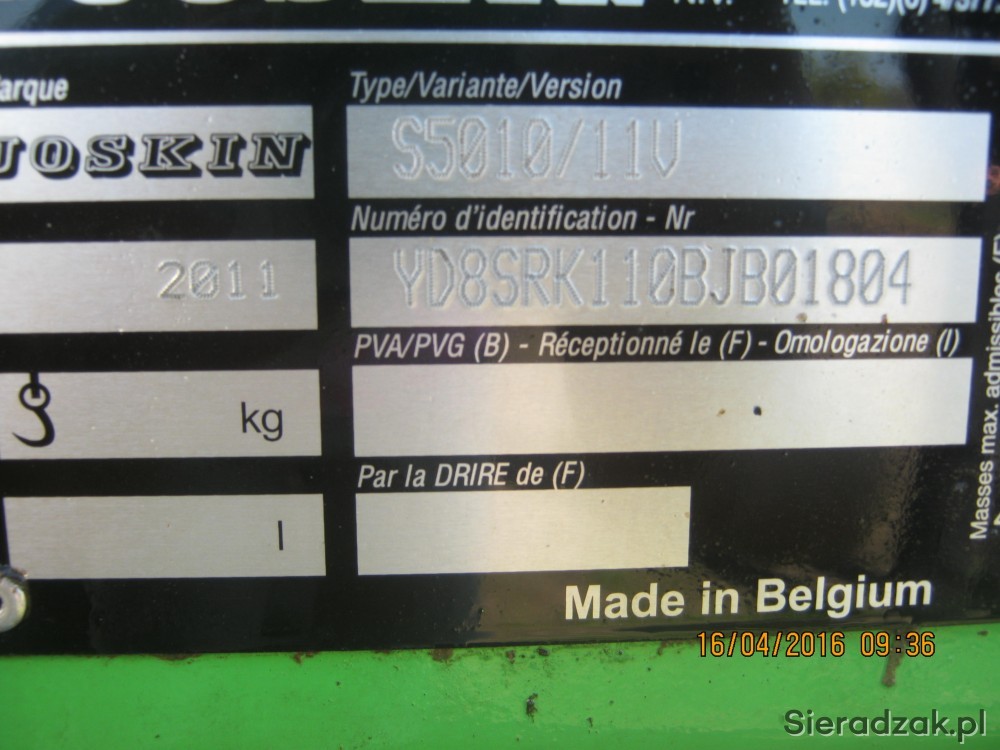 Type/Variante/Version
JOSKIN
S5010/11V
Numéro d'identification - Nr
2011
YD8SRK110BJB01804
PVA/PVG (B) - Réceptionné le (F) - Omologazione (I)
kg
Par la DRIRE de (F)
l
Masses max. admissibles (F)
Made in Belgium
16/04/2016 09:36
Sieradzak.pl